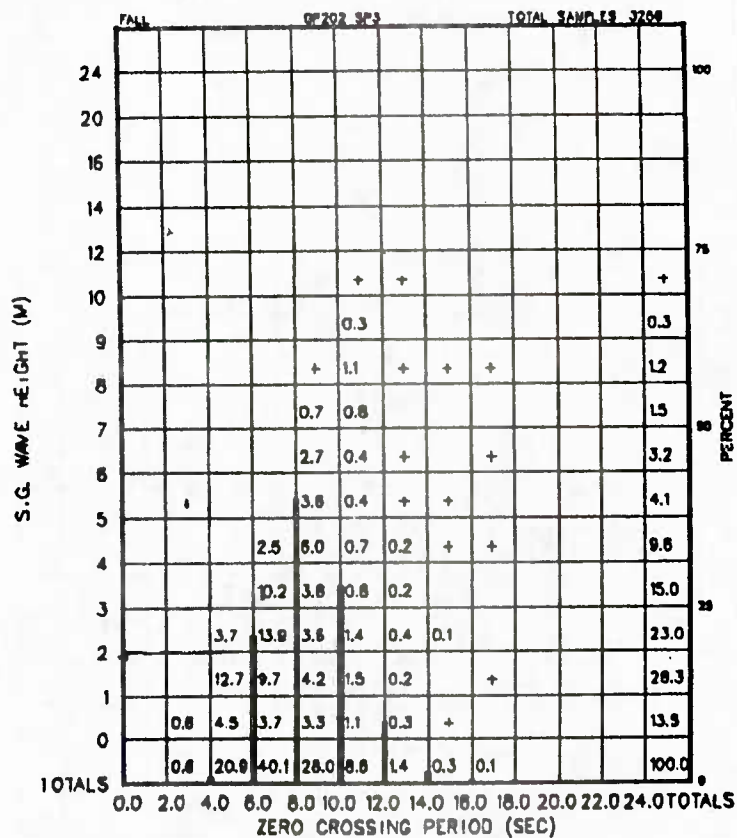 FALL OP202 SP3 TOTAL SAMPLES
24 100
20
16
14
12 75
+ + +
10
0.3 0.3
9
+ 1.1 + + + 1.2
8
0.7 0.8 1.5
7
2.7 0.4 + + 3.2
6
3.8 0.4 + + 4.1
5
2.5 6.0 0.7 0.2 + + 9.6
4
10.2 3.8 0.8 0.2 15.0
3 25
3.7 13.9 3.6 1.4 0.4 0.1 23.0
2
12.7 9.7 4.2 1.5 0.2 + 28.3
1
0.6 4.5 3.7 3.3 1.1 0.3 + 13.5
0
0.6 20.9 40.1 28.0 8.6 1.4 0.3 0.1 100.0
TOTALS 0
0.0 2.0 4.0 6.0 8.0 10.0 12.0 14.0 16.0 18.0 20.0 22.0 24.0 TOTALS
ZERO CROSSING PERIOD (SEC)
S.G. WAVE HEIGHT (M)
PERCENT